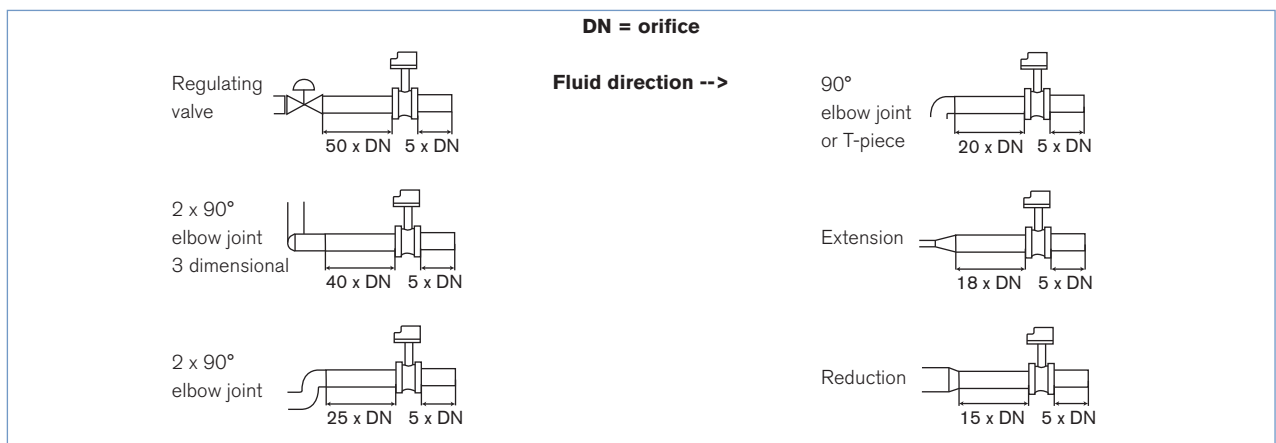 DN = orifice
Fluid direction -->
Regulating
valve
50 x DN 5 x DN
2 x 90°
elbow joint
3 dimensional
40 x DN 5 x DN
2 x 90°
elbow joint
25 x DN 5 x DN
90°
elbow joint
or T-piece
20 x DN 5 x DN
Extension
18 x DN 5 x DN
Reduction
15 x DN 5 x DN